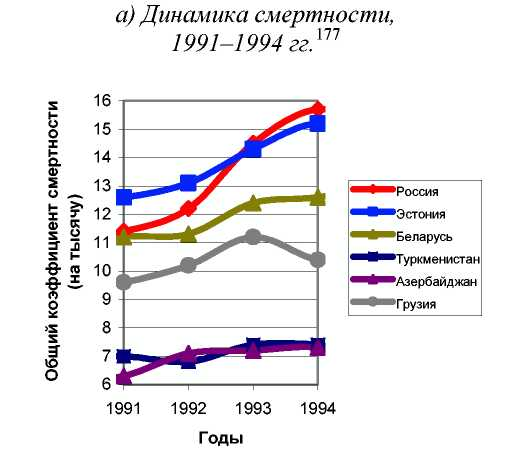 а) Динамика смертности,
1991–1994 гг.177
Общий коэффициент смертности
(на тысячу)
16
15
14
13
12
11
10
9
8
7
6
1991 1992 1993 1994
Годы
Россия
Эстония
Беларусь
Туркменистан
Азербайджан
Грузия